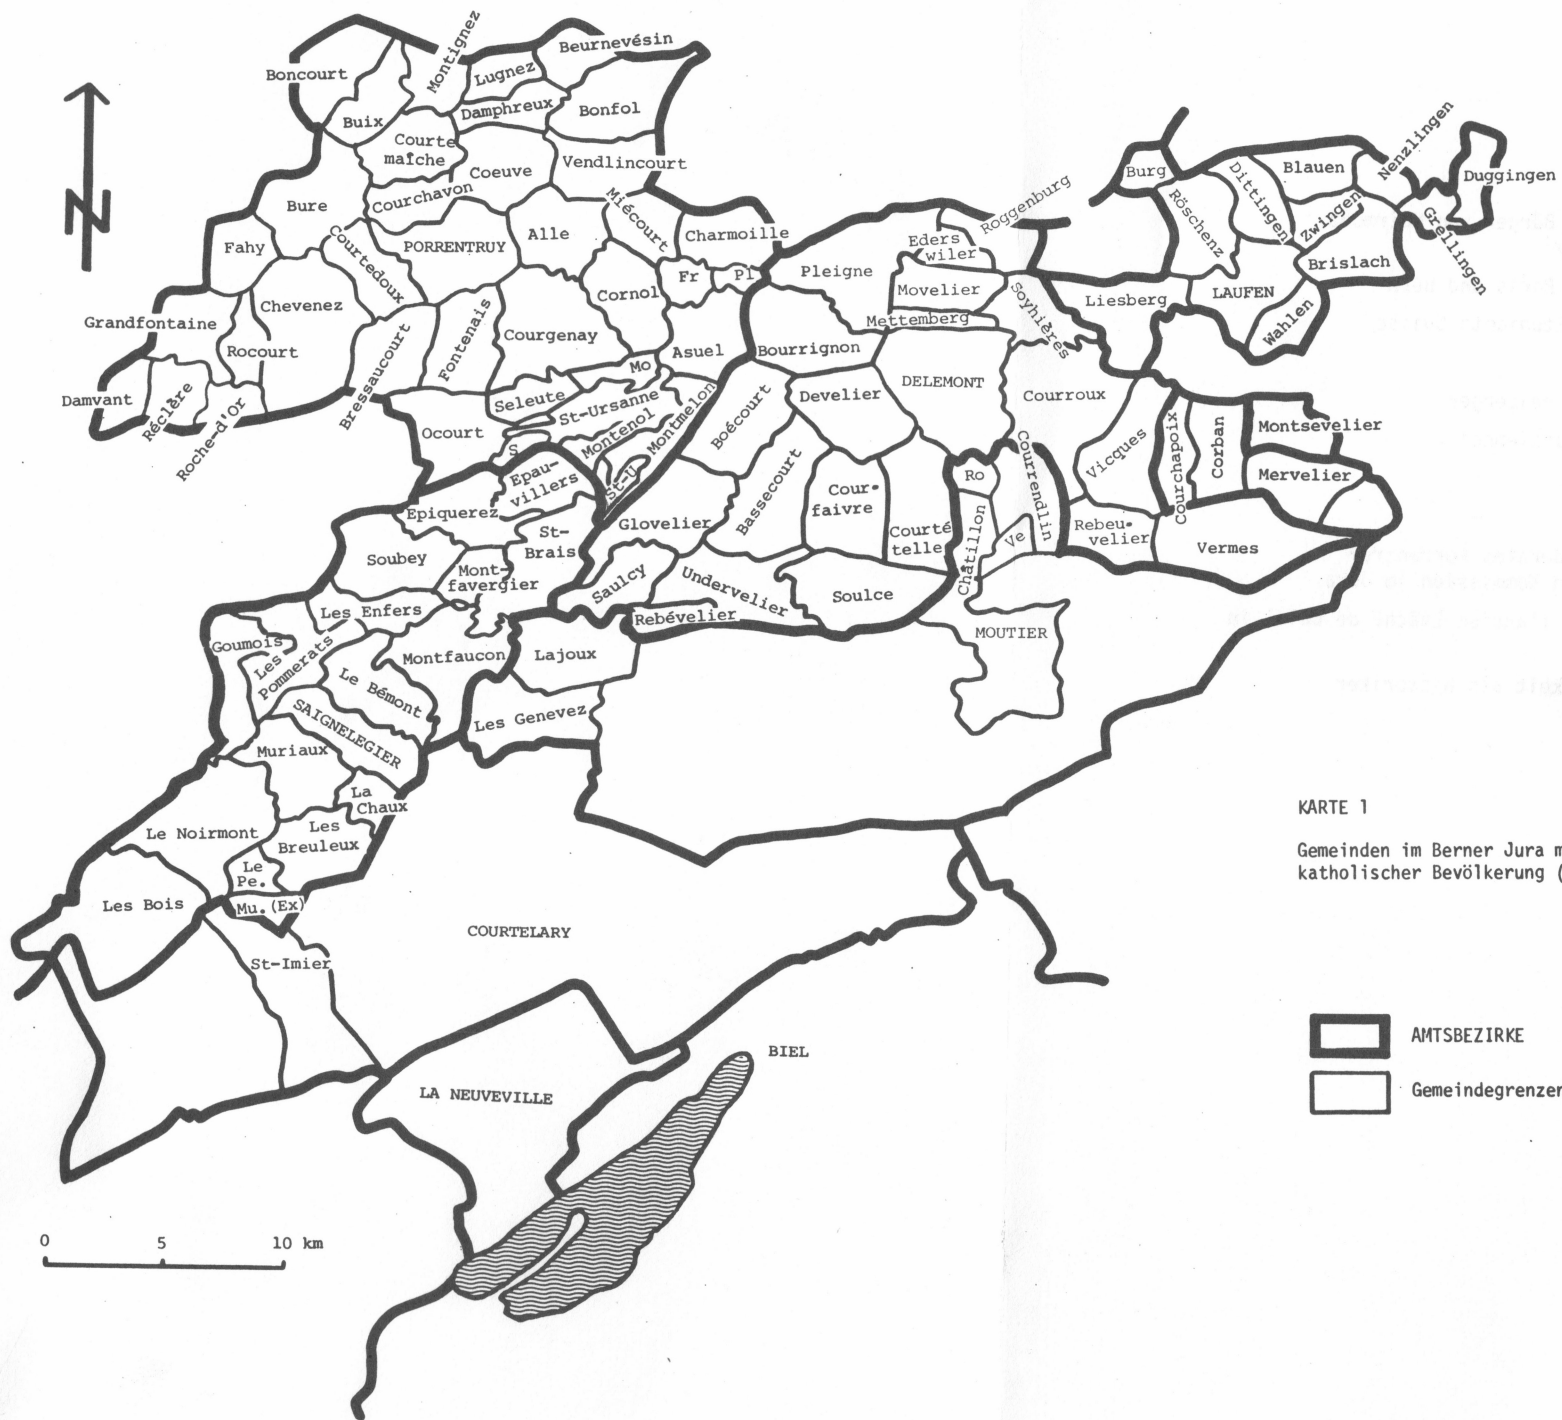 Boncourt
Buix
Montignez
Lugnez
Beurnevésin
Damphreux
Bonfol
Courte
maîche
Coeuve
Vendlincourt
Courchavon
Bure
Fahy
Courtedoux
PORRENTRUY
Alle
Miécourt
Charmoille
Fr
Pl
Cornol
Chevenez
Grandfontaine
Rocourt
Damvant
Réclère
Roche-d'Or
Bressaucourt
Fontenais
Courgenay
Asuel
Mo
Seleute
St-Ursanne
Montenol
Montmelon
Ocourt
S
St-U
Epau-
villers
Epiquerez
Soubey
St-
Brais
Mont-
favergier
Les Enfers
Goumois
Les
Pommerats
Montfaucon
Le Bémont
SAIGNELEGIER
Muriaux
La
Chaux
Le Noirmont
Les
Breuleux
Le
Pe.
Mu.(Ex)
Les Bois
St-Imier
Lajoux
Les Genevez
Pleigne
Eders
wiler
Roggenburg
Movelier
Mettemberg
Soyhières
Bourrignon
Develier
DELEMONT
Courroux
Boécourt
Bassecourt
Cour-
faivre
Courté
telle
Glovelier
Saulcy
Undervelier
Soulce
Rebévelier
Ro
Châtillon
Ve
Courrendlin
Rebeu-
velier
Vicques
Courchapoix
Corban
Montsevelier
Mervelier
Vermes
MOUTIER
Burg
Röschenz
Dittingen
Blauen
Nenzlingen
Duggingen
Zwingen
Grellingen
Brislach
LAUFEN
Wahlen
Liesberg
COURTELARY
LA NEUVEVILLE
BIEL
0 5 10 km
KARTE 1
Gemeinden im Berner Jura m
katholischer Bevölkerung (
AMTSBEZIRKE
Gemeindegrenzen